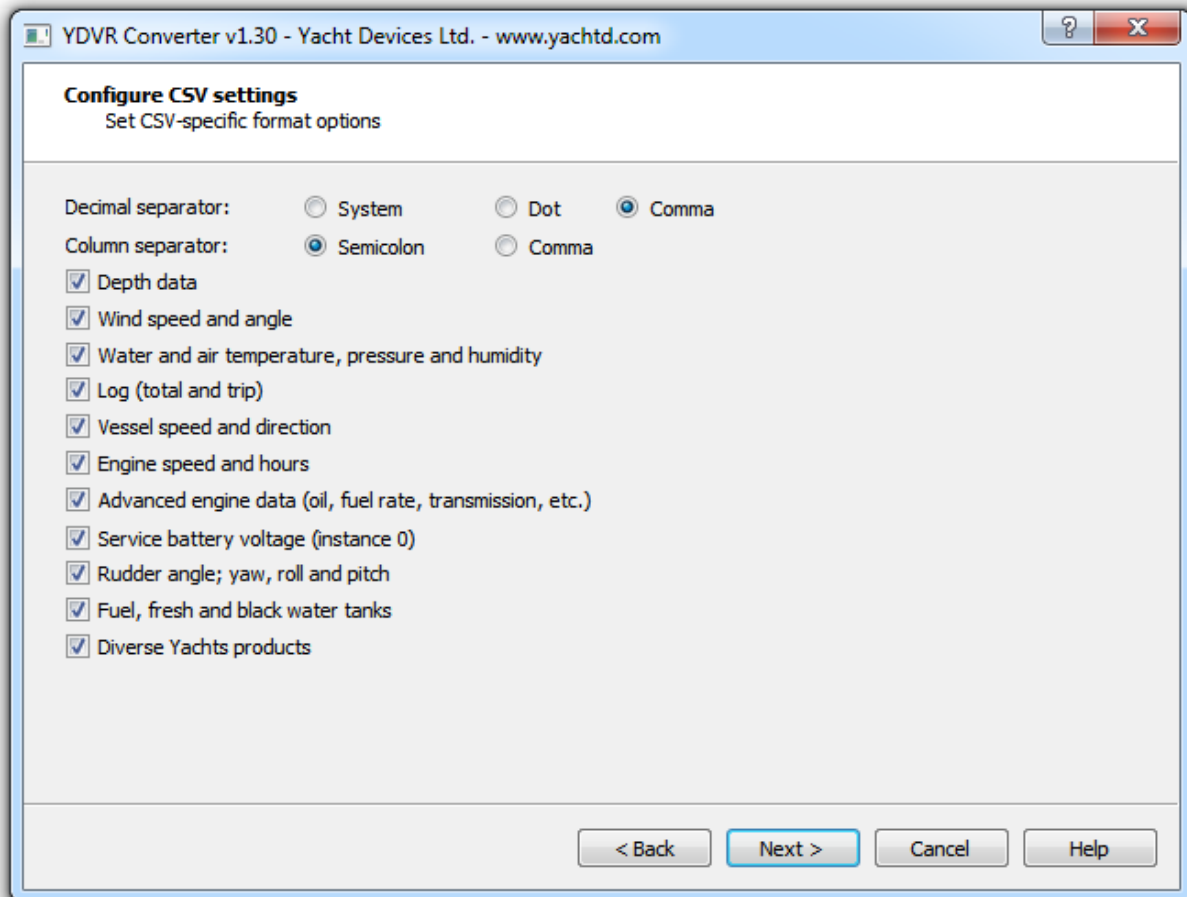 YDVR Converter v1.30 - Yacht Devices Ltd. - www.yachtd.com
Configure CSV settings
Set CSV-specific format options
Decimal separator: System Dot Comma
Column separator: Semicolon Comma
Depth data
Wind speed and angle
Water and air temperature, pressure and humidity
Log (total and trip)
Vessel speed and direction
Engine speed and hours
Advanced engine data (oil, fuel rate, transmission, etc.)
Service battery voltage (instance 0)
Rudder angle; yaw, roll and pitch
Fuel, fresh and black water tanks
Diverse Yachts products
< Back Next > Cancel Help